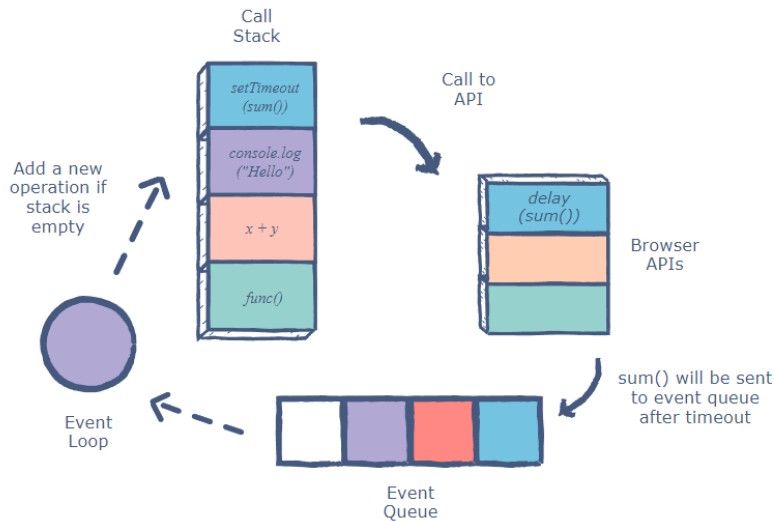 Call
Stack
setTimeout
(sum())
console.log
("Hello")
x + y
func()
Call to
API
delay
(sum())
Browser
APIs
sum() will be sent
to event queue
after timeout
Event
Queue
Event
Loop
Add a new
operation if
stack is
empty